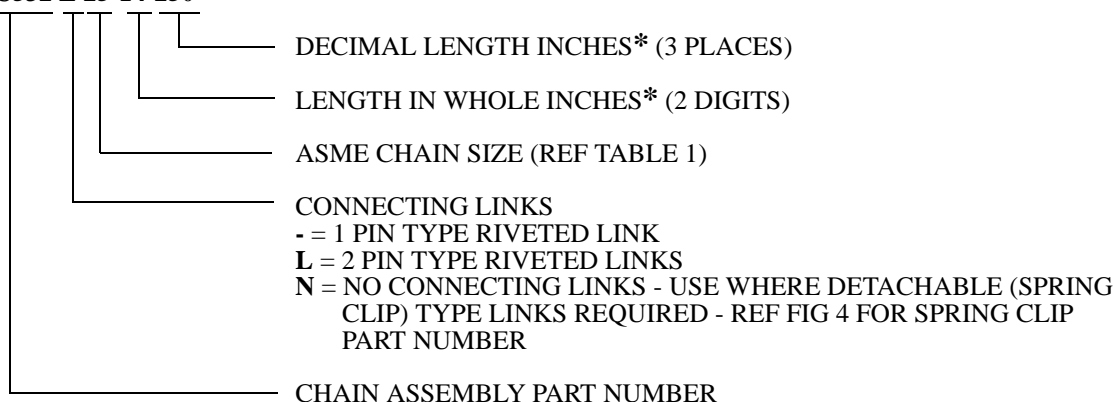 DECIMAL LENGTH INCHES* (3 PLACES)
LENGTH IN WHOLE INCHES* (2 DIGITS)
ASME CHAIN SIZE (REF TABLE 1)
CONNECTING LINKS
- = 1 PIN TYPE RIVETED LINK
L = 2 PIN TYPE RIVETED LINKS
N = NO CONNECTING LINKS - USE WHERE DETACHABLE (SPRING
CLIP) TYPE LINKS REQUIRED - REF FIG 4 FOR SPRING CLIP
PART NUMBER
CHAIN ASSEMBLY PART NUMBER